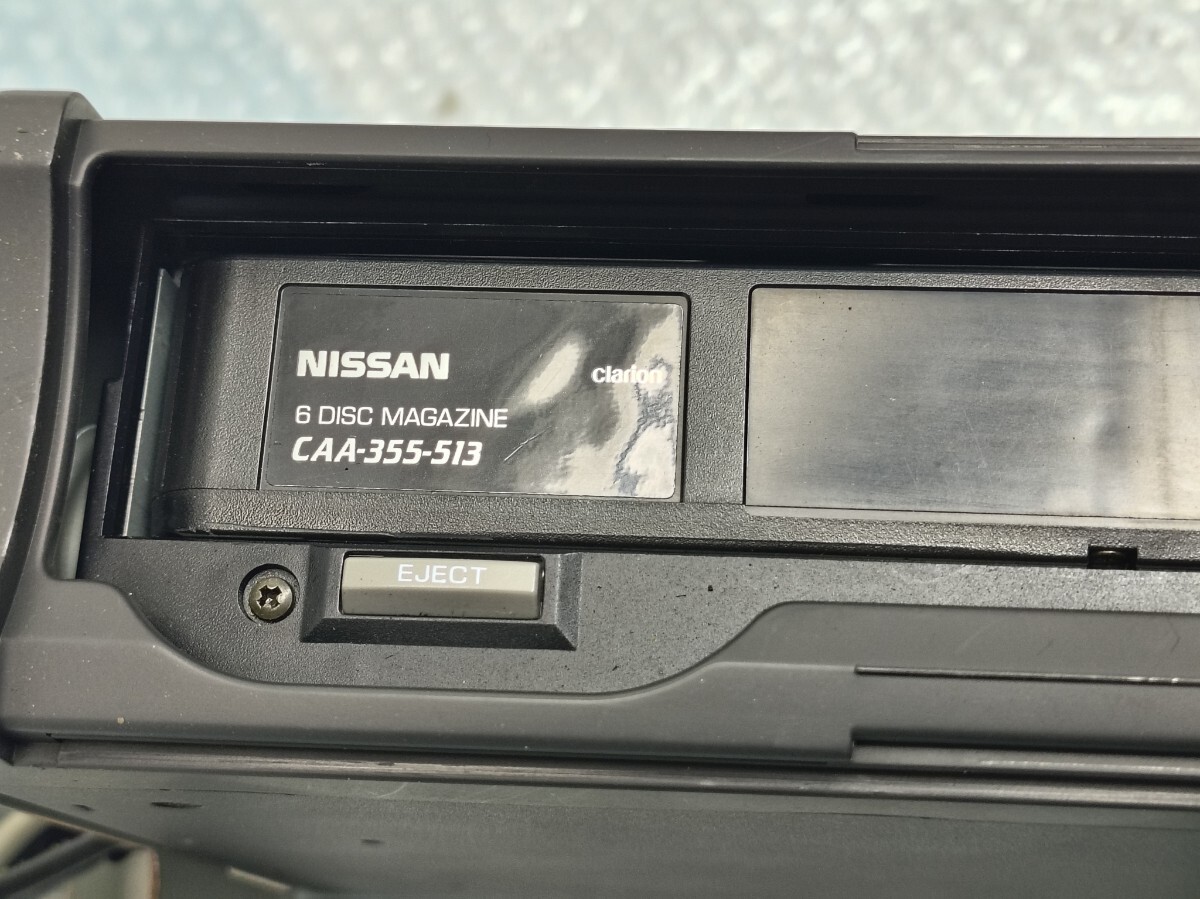 NISSAN
clarion
6 DISC MAGAZINE
CAA-355-513
EJECT